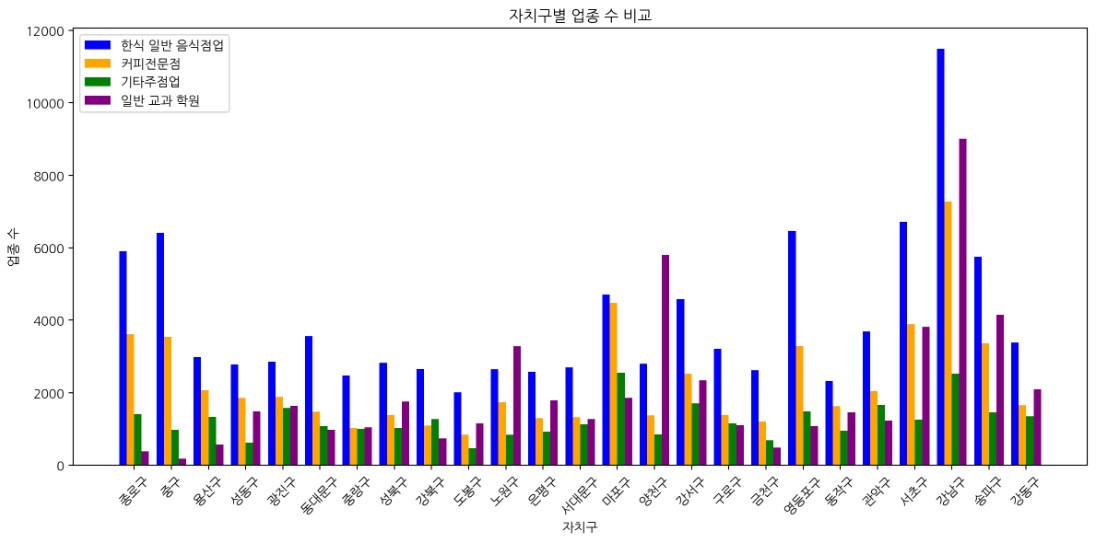 자치구별 업종 수 비교
한식 일반 음식점업
커피전문점
기타주점업
일반 교과 학원
업종 수
12000
10000
8000
6000
4000
2000
0
종로구
중구
용산구
성동구
광진구
동대문구
중랑구
성북구
강북구
도봉구
노원구
은평구
서대문구
마포구
양천구
강서구
구로구
금천구
영등포구
동작구
관악구
서초구
강남구
송파구
강동구
자치구